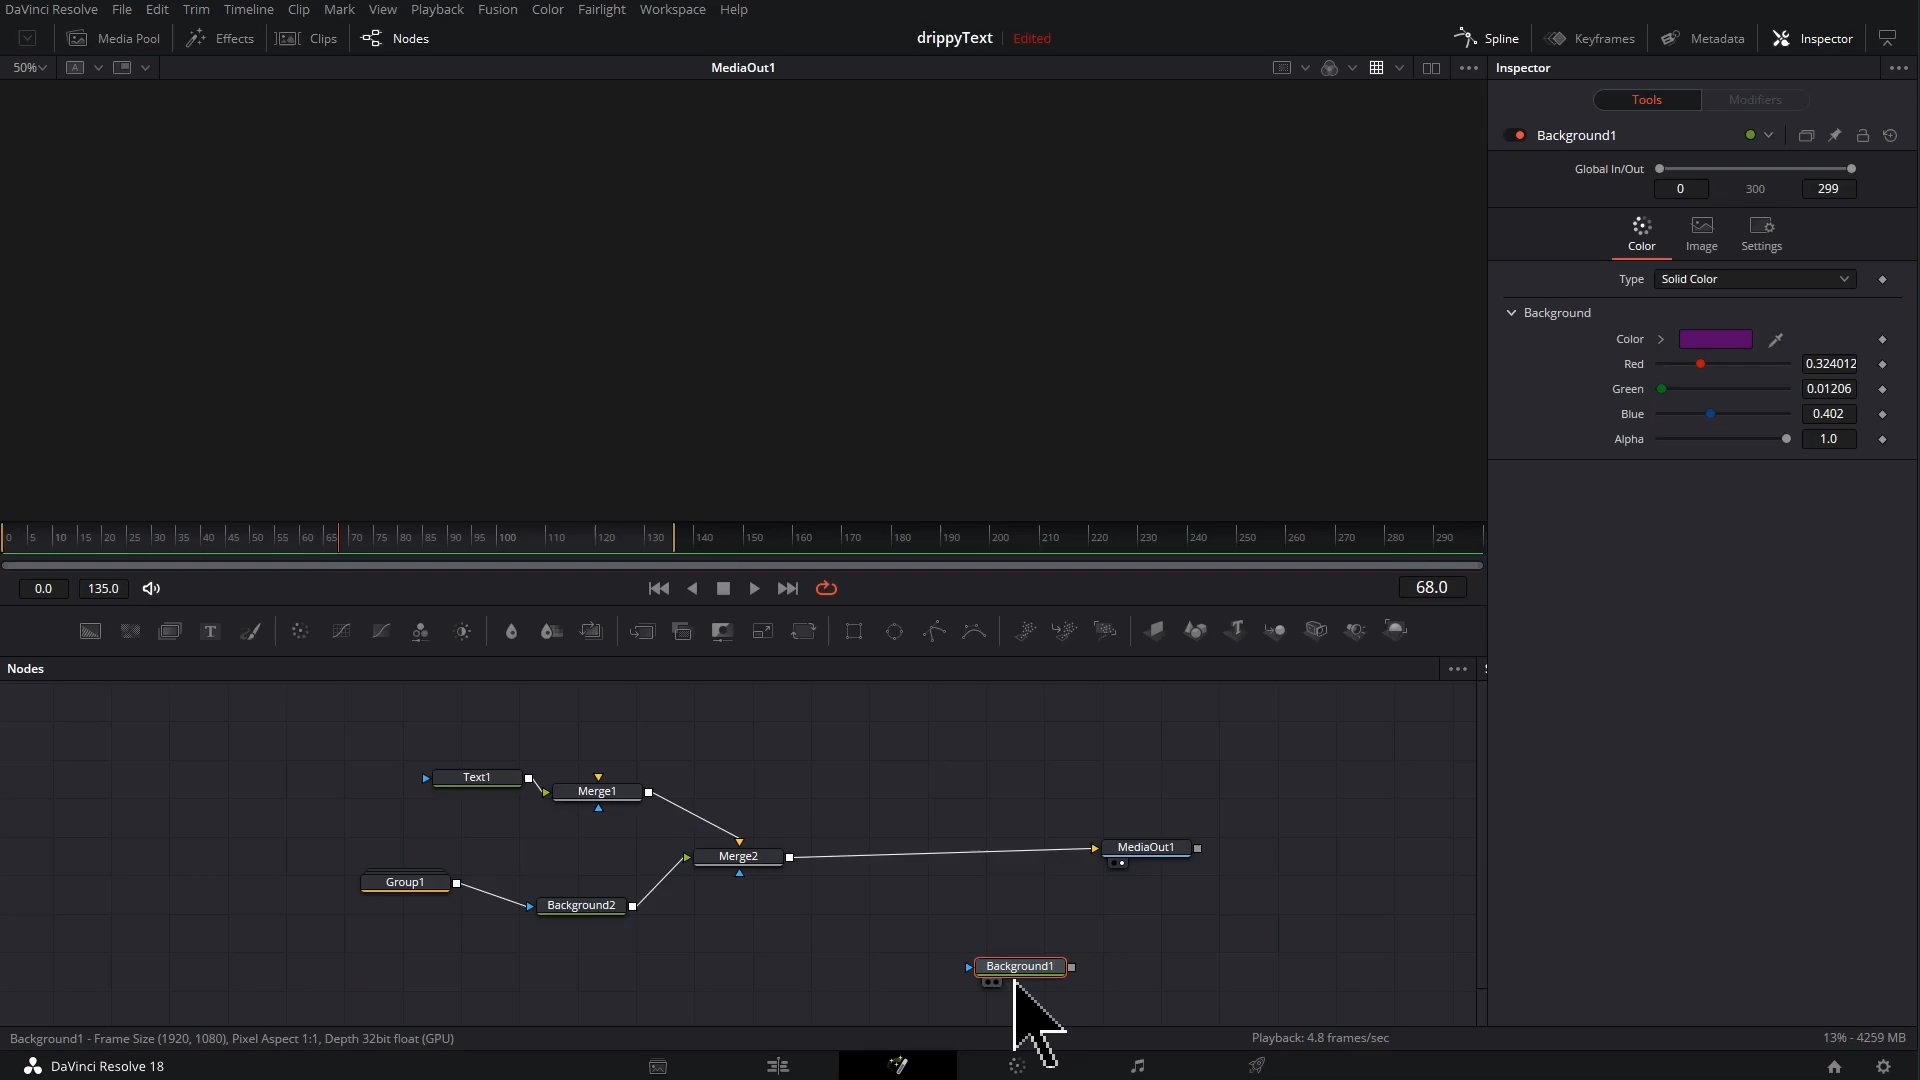 DaVinci Resolve File Edit Trim Timeline Clip Mark View Playback Fusion Color Fairlight Workspace Help
Media Pool Effects Clips Nodes drippyText Edited Spline Keyframes Metadata Inspector
50% A MediaOut1 Inspector
Tools Modifiers
Background1
Global In/Out
0 300 299
Color Image Settings
Type Solid Color
Background
Color
Red 0.324012
Green 0.01206
Blue 0.402
Alpha 1.0
0 5 10 15 20 25 30 35 40 45 50 55 60 65 70 75 80 85 90 95 100 110 120 130 140 150 160 170 180 190 200 210 220 230 240 250 260 270 280 290
0.0 135.0 68.0
T
Nodes
Text1
Merge1
MediaOut1
Merge2
Group1
Background2
Background1
Background1 - Frame Size (1920, 1080), Pixel Aspect 1:1, Depth 32bit float (GPU) Playback: 4.8 frames/sec 13% - 4259 MB
DaVinci Resolve 18